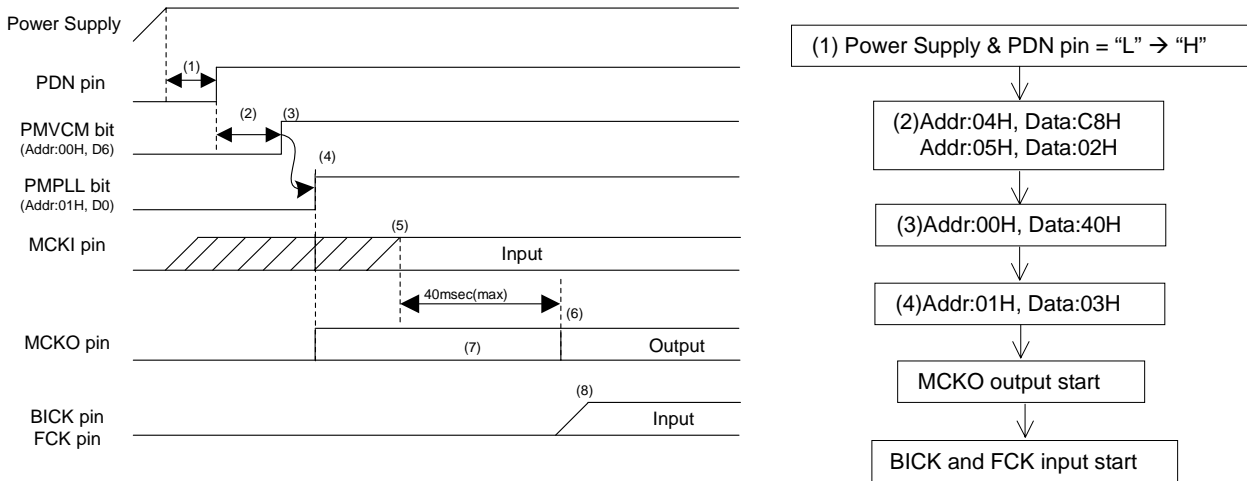 Power Supply
(1)
PDN pin
(2)
(3)
PMVCM bit
(Addr:00H, D6)
(4)
PMPLL bit
(Addr:01H, D0)
(5)
MCKI pin
Input
40msec(max)
(6)
MCKO pin
(7)
Output
(8)
BICK pin
FCK pin
Input
(1) Power Supply & PDN pin = “L” → “H”
(2)Addr:04H, Data:C8H
Addr:05H, Data:02H
(3)Addr:00H, Data:40H
(4)Addr:01H, Data:03H
MCKO output start
BICK and FCK input start